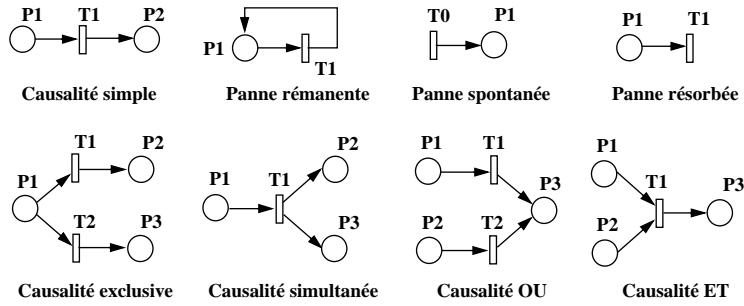 P1 T1 P2
Causalité simple
P1
T1
Panne rémanente
T0 P1
Panne spontanée
P1 T1
Panne résorbée
T1 P2
P1
T2 P3
Causalité exclusive
P2
P1 T1
P3
Causalité simultanée
P1 T1
P3
P2 T2
Causalité OU
P1
T1
P3
P2
Causalité ET